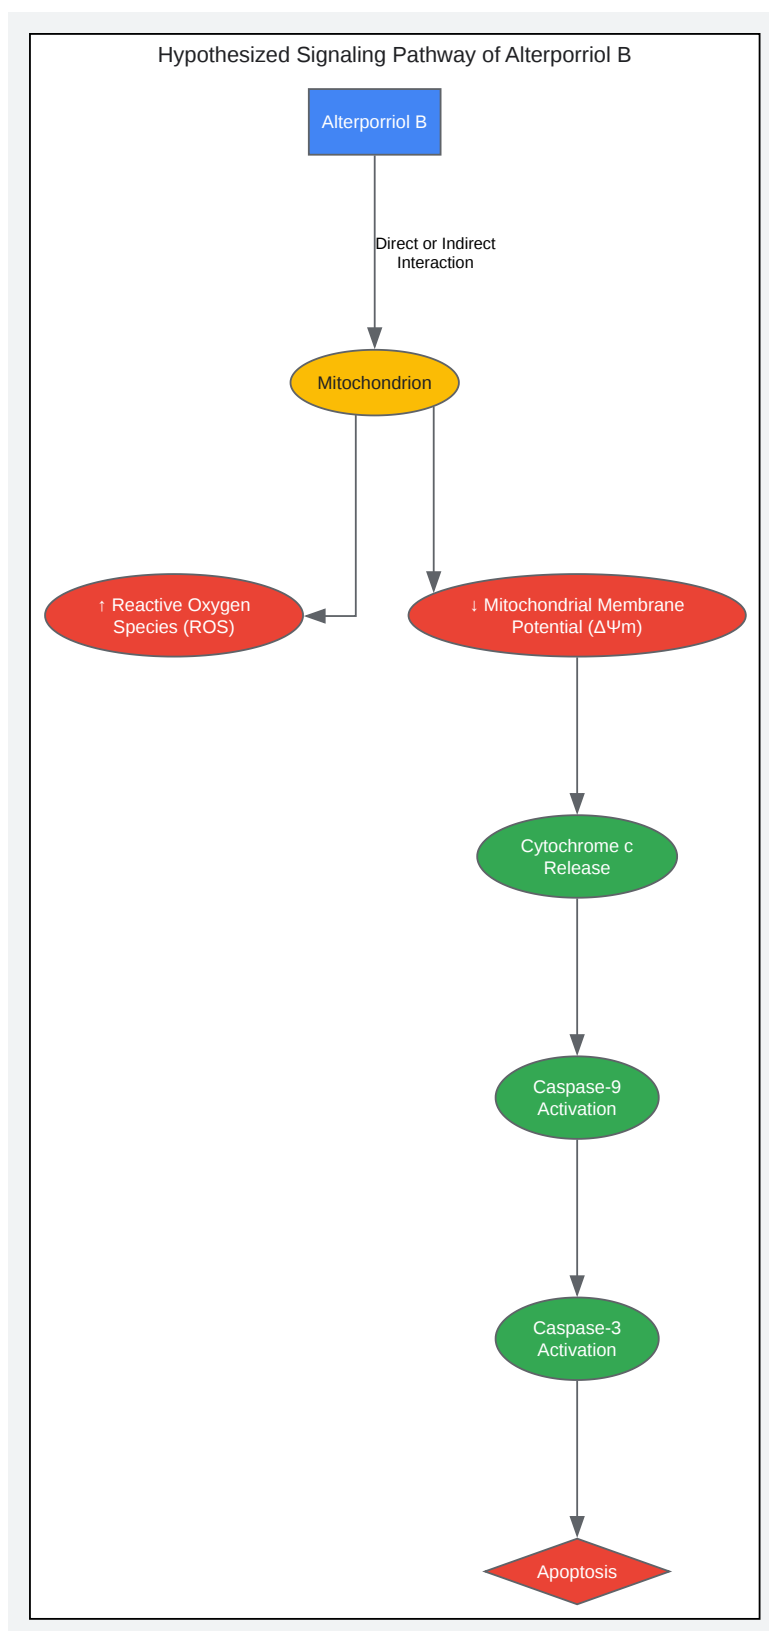 Hypothesized Signaling Pathway of Alterporriol B
Alterporriol B
Direct or Indirect
Interaction
Mitochondrion
↑ Reactive Oxygen
Species (ROS)
↓ Mitochondrial Membrane
Potential (ΔΨm)
Cytochrome c
Release
Caspase-9
Activation
Caspase-3
Activation
Apoptosis